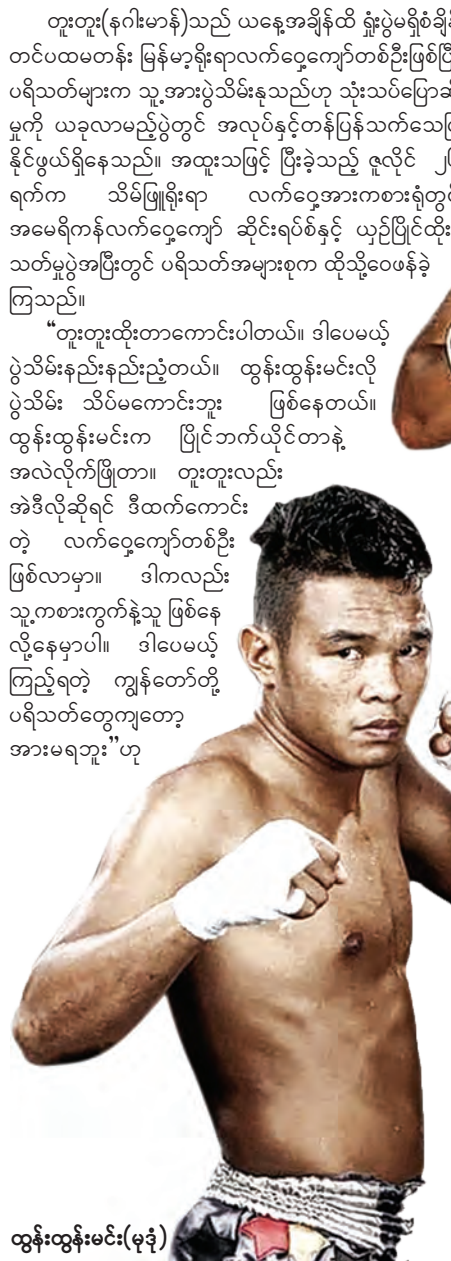 တူးတူး(နဂါးမာန်)သည် ယနေ့အချိန်ထိ ရှုံးပွဲမရှိစံချိန်
တင်ပထမတန်း မြန်မာ့ရိုးရာလက်ဝှေ့ကျော်တစ်ဦးဖြစ်ပြီ
ပရိသတ်များက သူ့အားပွဲသိမ်းနုသည်ဟု သုံးသပ်ပြောဆိ
မှုကို ယခုလာမည့်ပွဲတွင် အလုပ်နှင့်တန်ပြန်သက်သေပြ
နိုင်ဖွယ်ရှိနေသည်။ အထူးသဖြင့် ပြီးခဲ့သည့် ဇူလိုင်
ရက်က သိမ်ဖြူရိုးရာ လက်ဝှေ့အားကစားရုံတွင်
အမေရိကန်လက်ဝှေ့ကျော် ဆိုင်းရပ်စ်နှင့် ယှဉ်ပြိုင်ထိုး
သတ်မှုပွဲအပြီးတွင် ပရိသတ်အများစုက ထိုသို့ဝေဖန်ခဲ့
ကြသည်။
“တူးတူးထိုးတာကောင်းပါတယ်။ ဒါပေမယ့်
ပွဲသိမ်းနည်းနည်းညံ့တယ်။ ထွန်းထွန်းမင်းလို
ပွဲသိမ်း သိပ်မကောင်းဘူး ဖြစ်နေတယ်။
ထွန်းထွန်းမင်းက ပြိုင်ဘက်ယိုင်တာနဲ့
အလဲလိုက်ဖြိုတာ။ တူးတူးလည်း
အဲဒီလိုဆိုရင် ဒီထက်ကောင်း
တဲ့ လက်ဝှေ့ကျော်တစ်ဦး
ဖြစ်လာမှာ။ ဒါကလည်း
သူ့ကစားကွက်နဲ့သူ ဖြစ်နေ
လို့နေမှာပါ။ ဒါပေမယ့်
ကြည့်ရတဲ့ ကျွန်တော်တို့
ပရိသတ်တွေကျတော့
အားမရဘူး”ဟု
ထွန်းထွန်းမင်း(မုဒုံ)